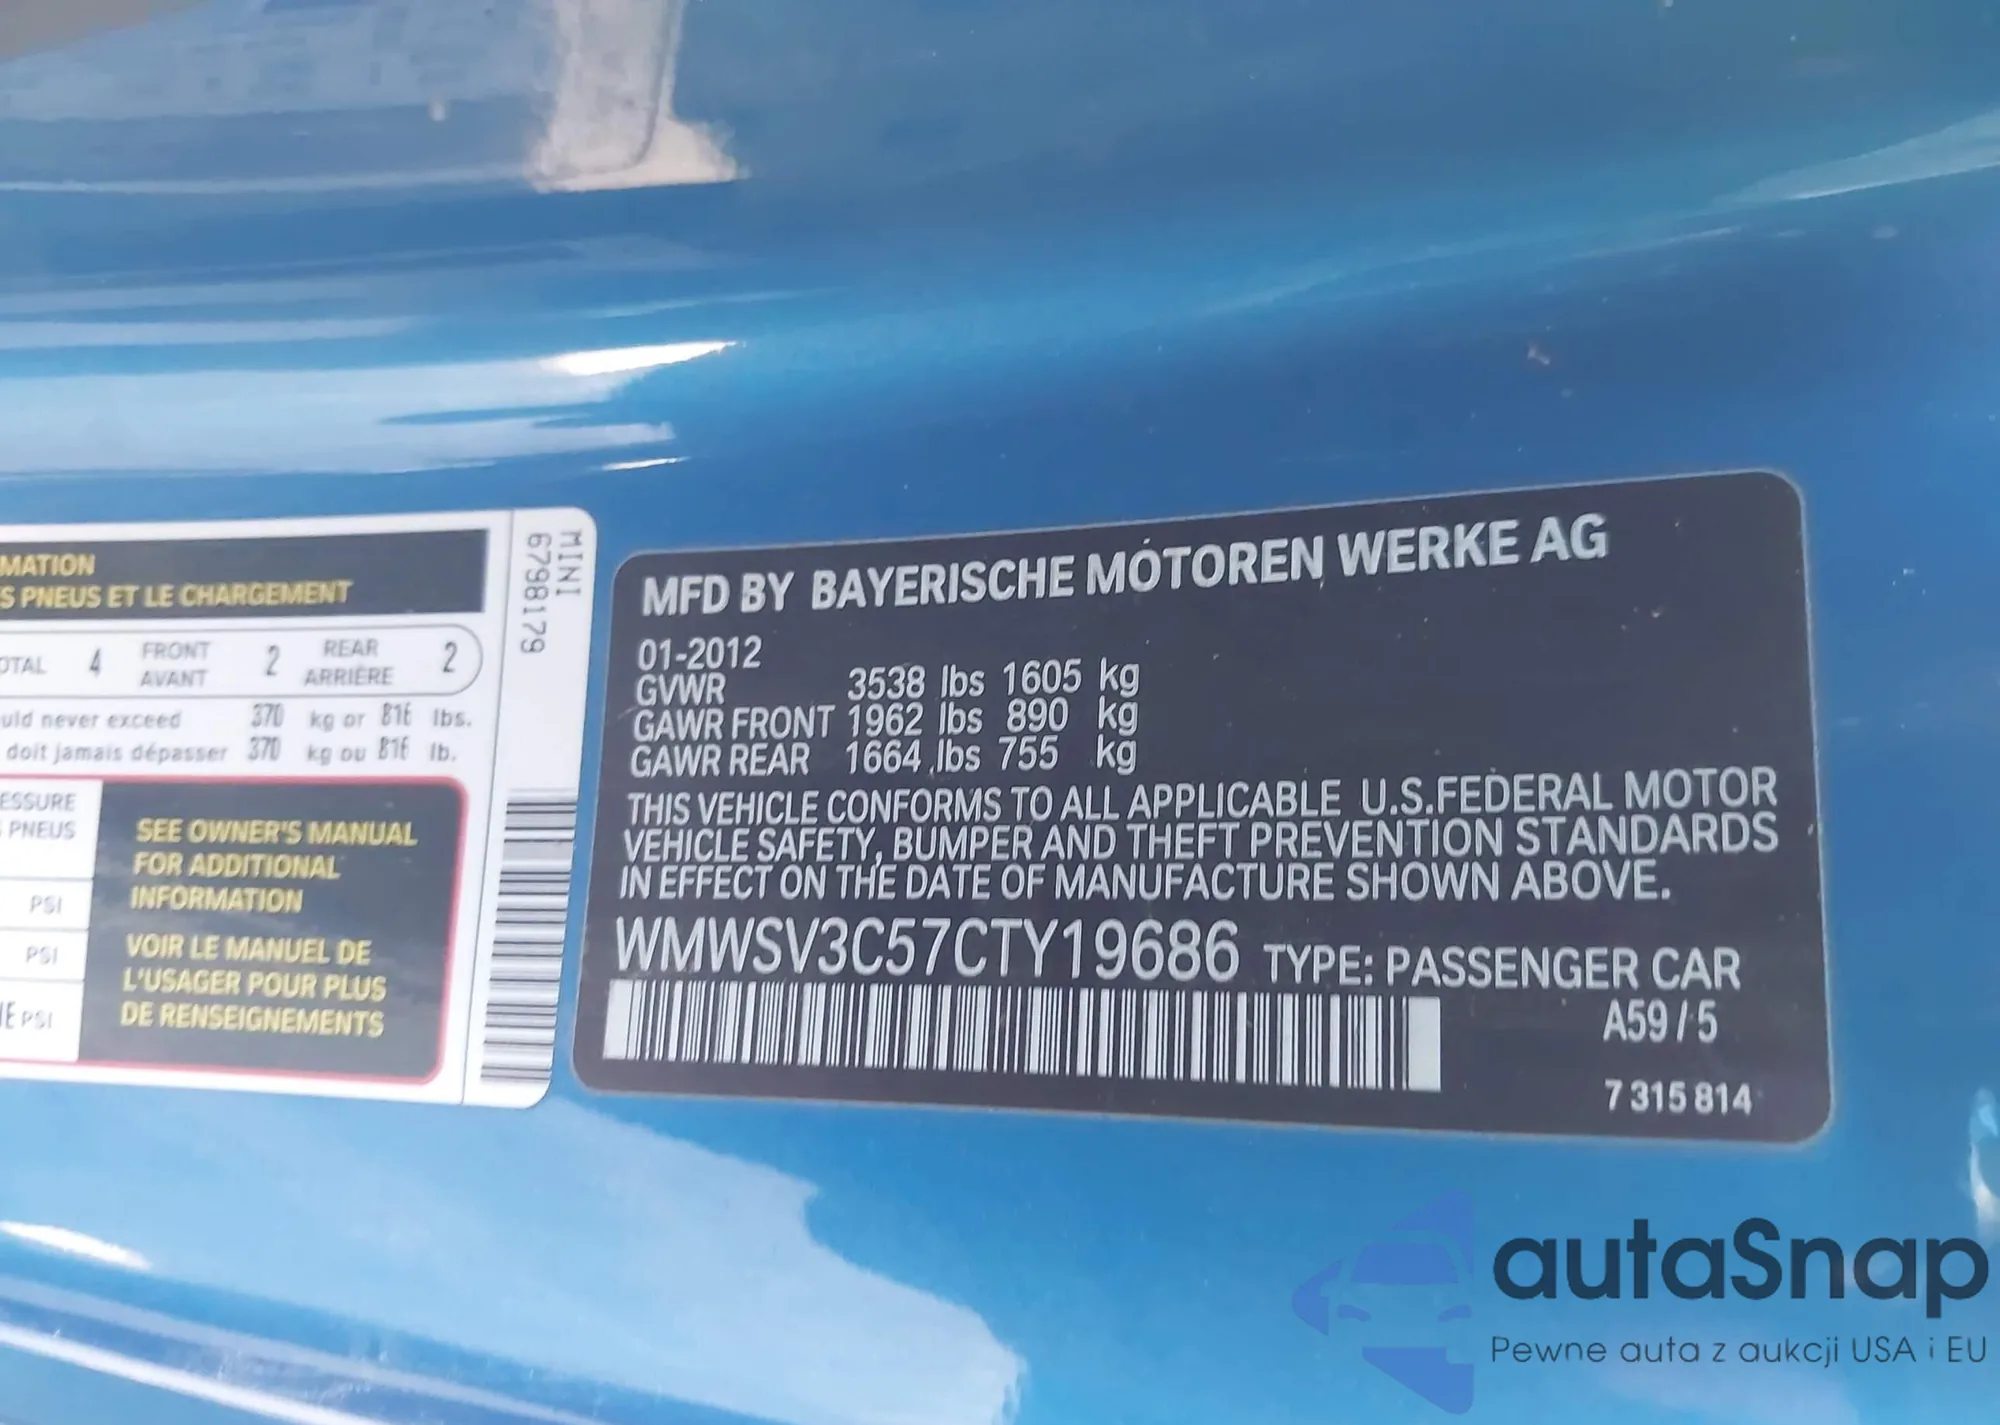 MATION
S PNEUS ET LE CHARGEMENT
OTAL 4 FRONT AVANT 2 REAR ARRIÈRE 2
uld never exceed 370 kg or 816 lbs.
doit jamais dépasser 370 kg ou 816 lb.
ESSURE
PNEUS
PSI
PSI
PSI
SEE OWNER'S MANUAL
FOR ADDITIONAL
INFORMATION
VOIR LE MANUEL DE
L'USAGER POUR PLUS
DE RENSEIGNEMENTS
MINI
6798179
MFD BY BAYERISCHE MOTOREN WERKE AG
01-2012
GVWR 3538 lbs 1605 kg
GAWR FRONT 1962 lbs 890 kg
GAWR REAR 1664 lbs 755 kg
THIS VEHICLE CONFORMS TO ALL APPLICABLE U.S.FEDERAL MOTOR
VEHICLE SAFETY, BUMPER AND THEFT PREVENTION STANDARDS
IN EFFECT ON THE DATE OF MANUFACTURE SHOWN ABOVE.
WMWSV3C57CTY19686 TYPE: PASSENGER CAR
A59 / 5
7 315 814
autaSnap
Pewne auta z aukcji USA i EU